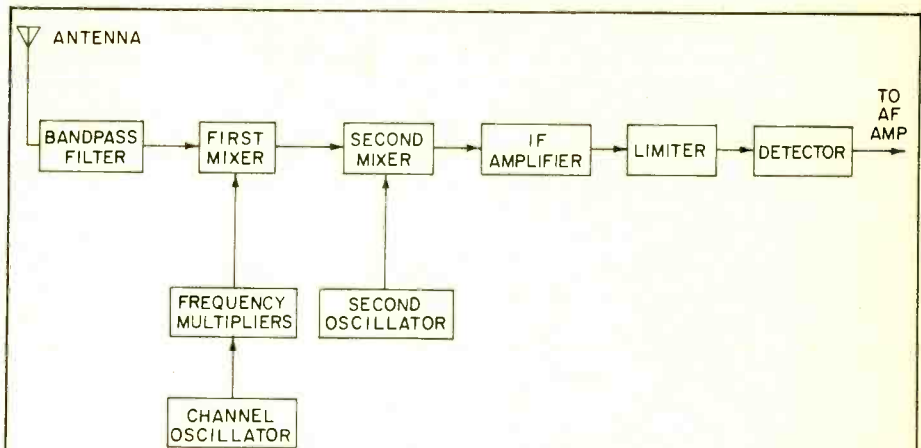 ANTENNA
BANDPASS
FILTER
FIRST
MIXER
SECOND
MIXER
IF
AMPLIFIER
LIMITER
DETECTOR
TO
AF
AMP
FREQUENCY
MULTIPLIERS
SECOND
OSCILLATOR
CHANNEL
OSCILLATOR